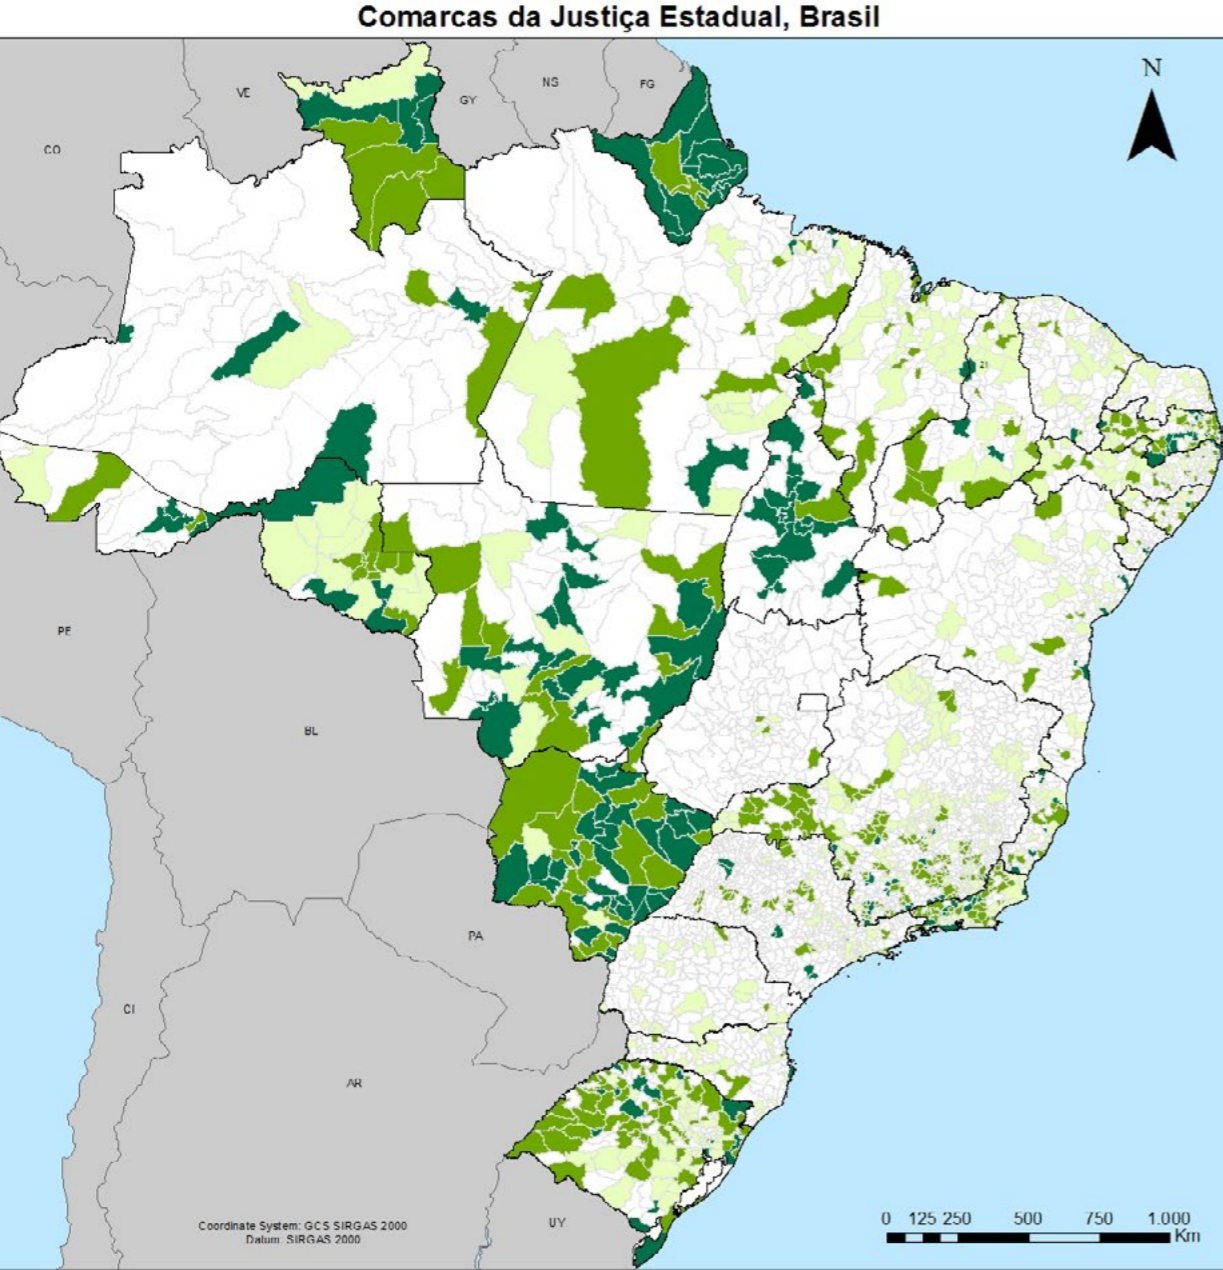 Comarcas da Justiça Estadual, Brasil
N
VE
GY
NS
FG
CO
21
PE
BL
PA
CI
AR
UY
Coordinate System: GCS SIRGAS 2000
Datum: SIRGAS 2000
0 125 250 500 750 1.000
Km